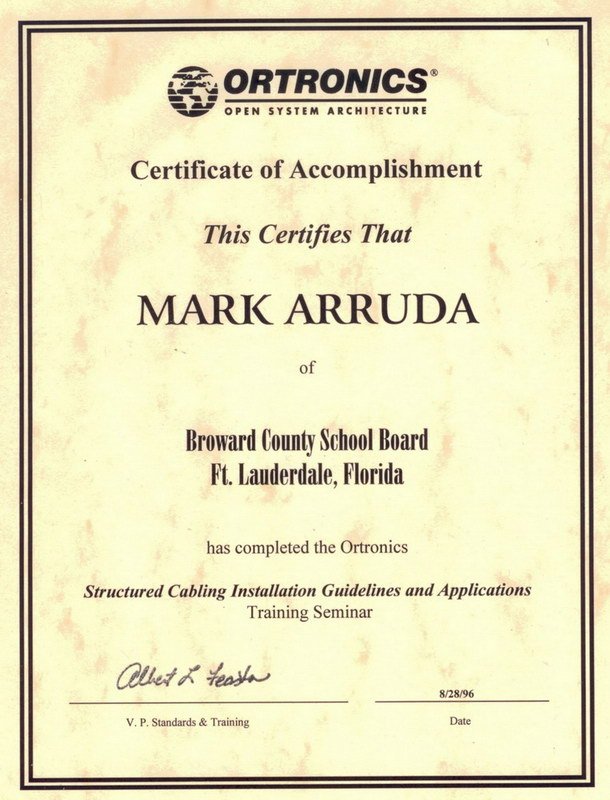 ORTRONICS®
OPEN SYSTEM ARCHITECTURE
Certificate of Accomplishment
This Certifies That
MARK ARRUDA
of
Broward County School Board
Ft. Lauderdale, Florida
has completed the Ortronics
Structured Cabling Installation Guidelines and Applications
Training Seminar
Albert L
8/28/96
V. P. Standards & Training
Date